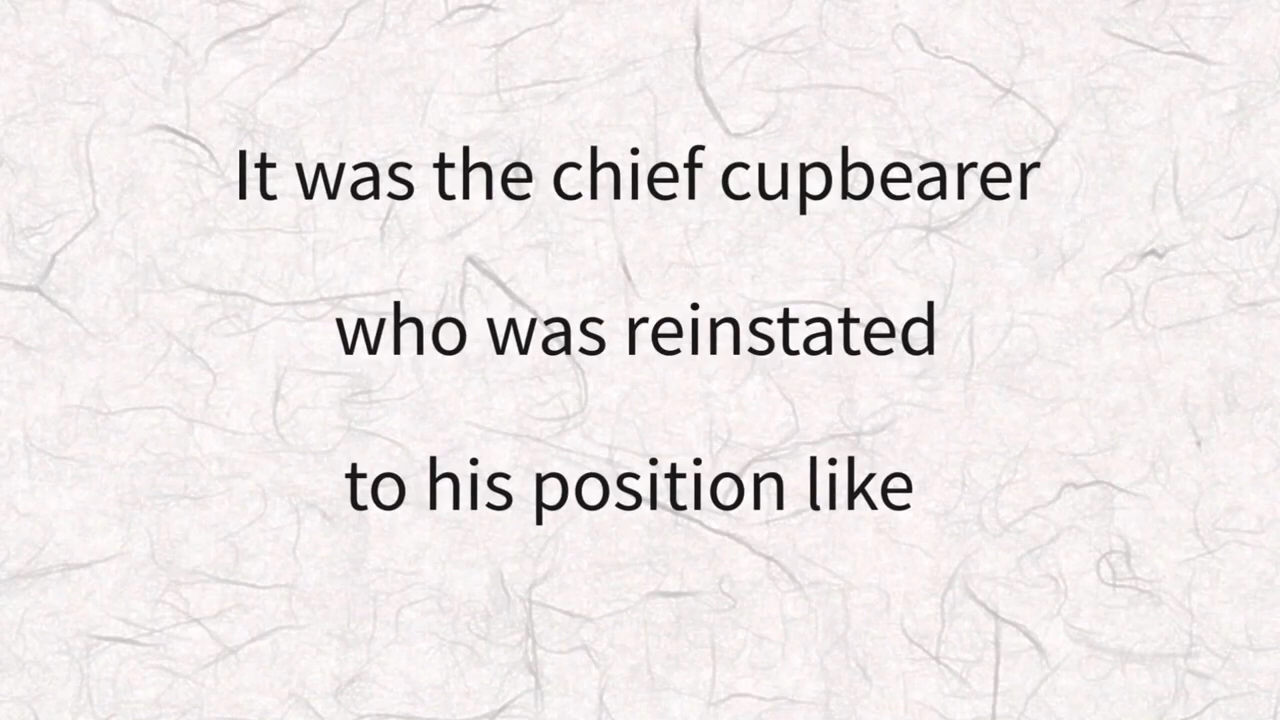 It was the chief cupbearer
who was reinstated
to his position like